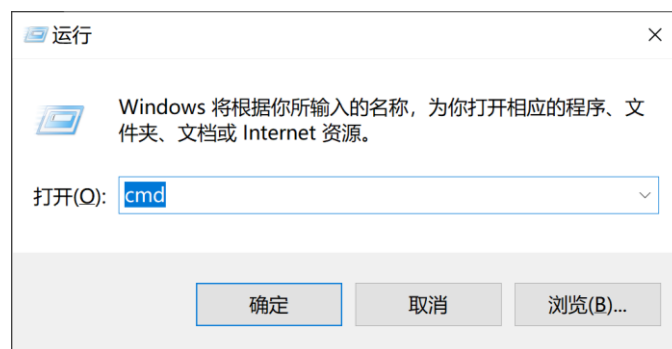 运行
Windows 将根据你所输入的名称，为你打开相应的程序、文
件夹、文档或 Internet 资源。
打开(O): cmd
确定 取消 浏览(B)...